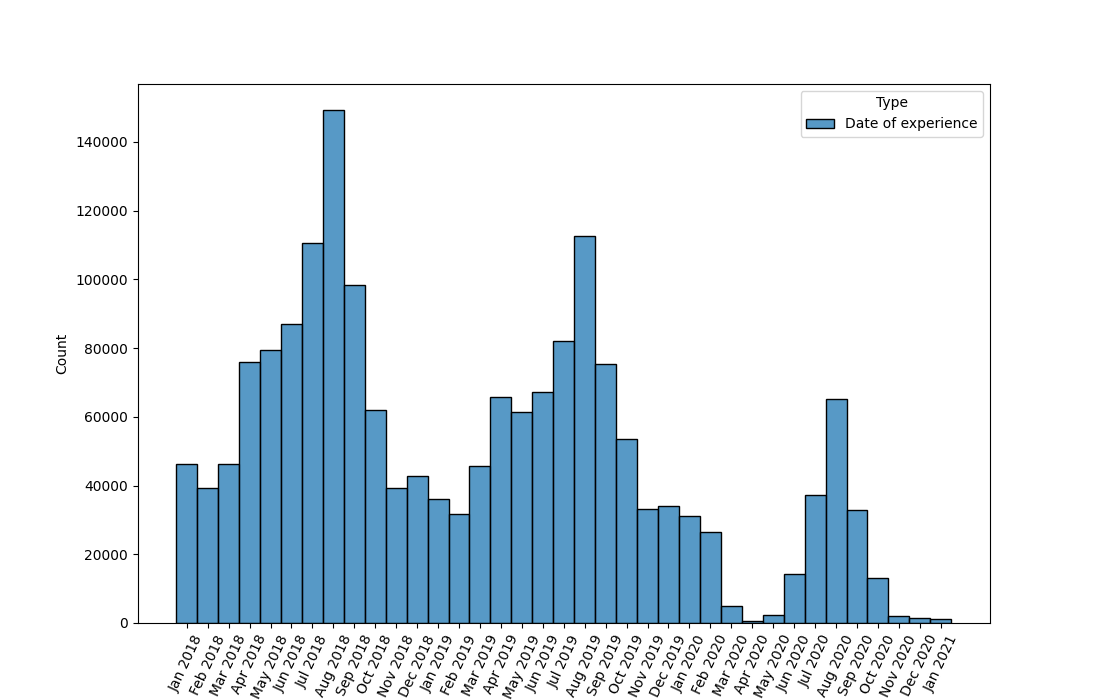 Type
Date of experience
140000
120000
100000
80000
60000
40000
20000
0
Count
Jan 2018
Feb 2018
Mar 2018
Apr 2018
May 2018
Jun 2018
Jul 2018
Aug 2018
Sep 2018
Oct 2018
Nov 2018
Dec 2018
Jan 2019
Feb 2019
Mar 2019
Apr 2019
May 2019
Jun 2019
Jul 2019
Aug 2019
Sep 2019
Oct 2019
Nov 2019
Dec 2019
Jan 2020
Feb 2020
Mar 2020
Apr 2020
May 2020
Jun 2020
Jul 2020
Aug 2020
Sep 2020
Oct 2020
Nov 2020
Dec 2020
Jan 2021